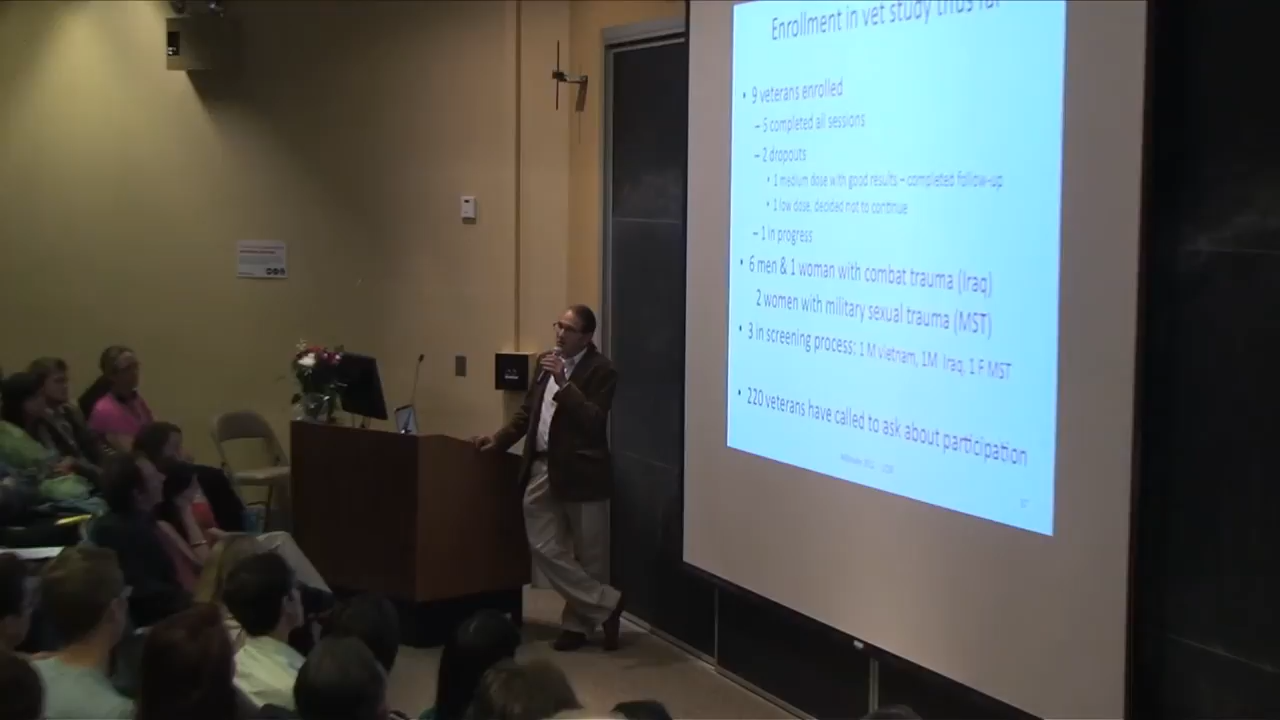 Enrollment in vet study thus far
• 9 veterans enrolled
– 5 completed all sessions
– 2 dropouts
• 1 medium dose with good results – completed follow-up
• 1 low dose, decided not to continue
– 1 in progress
• 6 men & 1 woman with combat trauma (Iraq)
2 women with military sexual trauma (MST)
• 3 in screening process: 1 M vietnam, 1M Iraq, 1 F MST
• 220 veterans have called to ask about participation